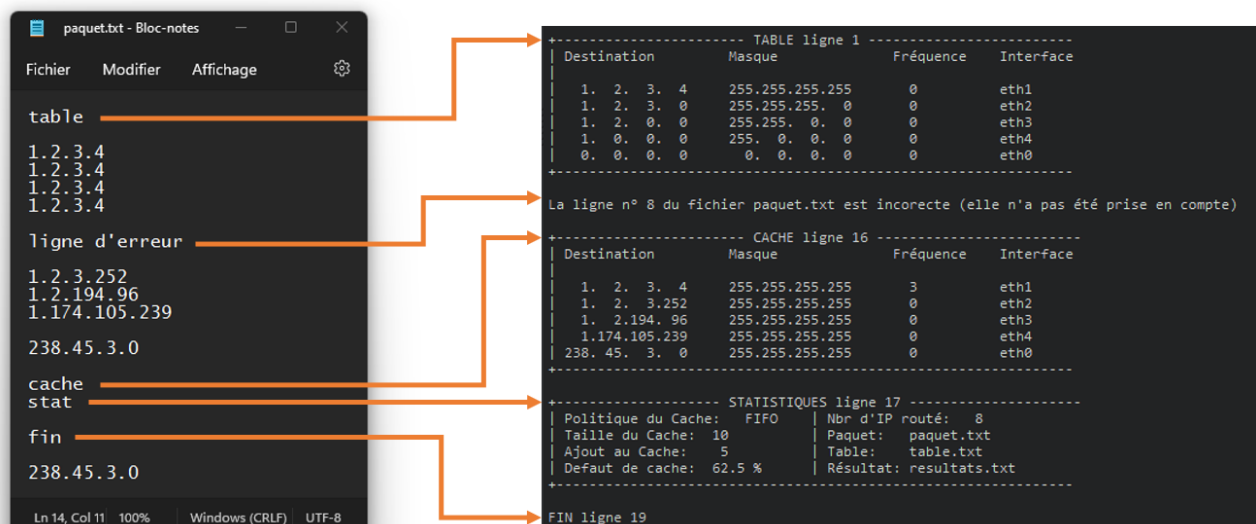 paquet.txt - Bloc-notes
Fichier Modifier Affichage
table
1.2.3.4
1.2.3.4
1.2.3.4
1.2.3.4
ligne d'erreur
1.2.3.252
1.2.194.96
1.174.105.239
238.45.3.0
cache
stat
fin
238.45.3.0
Ln 14, Col 11 100% Windows (CRLF) UTF-8
+----------------------- TABLE ligne 1 -------------------------
| Destination Masque Fréquence Interface
|
| 1. 2. 3. 4 255.255.255.255 0 eth1
| 1. 2. 3. 0 255.255.255. 0 0 eth2
| 1. 2. 0. 0 255.255. 0. 0 0 eth3
| 1. 0. 0. 0 255. 0. 0. 0 0 eth4
| 0. 0. 0. 0 0. 0. 0. 0 0 eth0
+---------------------------------------------------------------
La ligne n° 8 du fichier paquet.txt est incorecte (elle n'a pas été prise en compte)
+----------------------- CACHE ligne 16 -------------------------
| Destination Masque Fréquence Interface
|
| 1. 2. 3. 4 255.255.255.255 3 eth1
| 1. 2. 3.252 255.255.255.255 0 eth2
| 1. 2.194. 96 255.255.255.255 0 eth3
| 1.174.105.239 255.255.255.255 0 eth4
| 238. 45. 3. 0 255.255.255.255 0 eth0
+---------------------------------------------------------------
+-------------------- STATISTIQUES ligne 17 ---------------------
| Politique du Cache: FIFO | Nbr d'IP routé: 8
| Taille du Cache: 10 | Paquet: paquet.txt
| Ajout au Cache: 5 | Table: table.txt
| Defaut de cache: 62.5 % | Résultat: resultats.txt
+---------------------------------------------------------------
FIN ligne 19